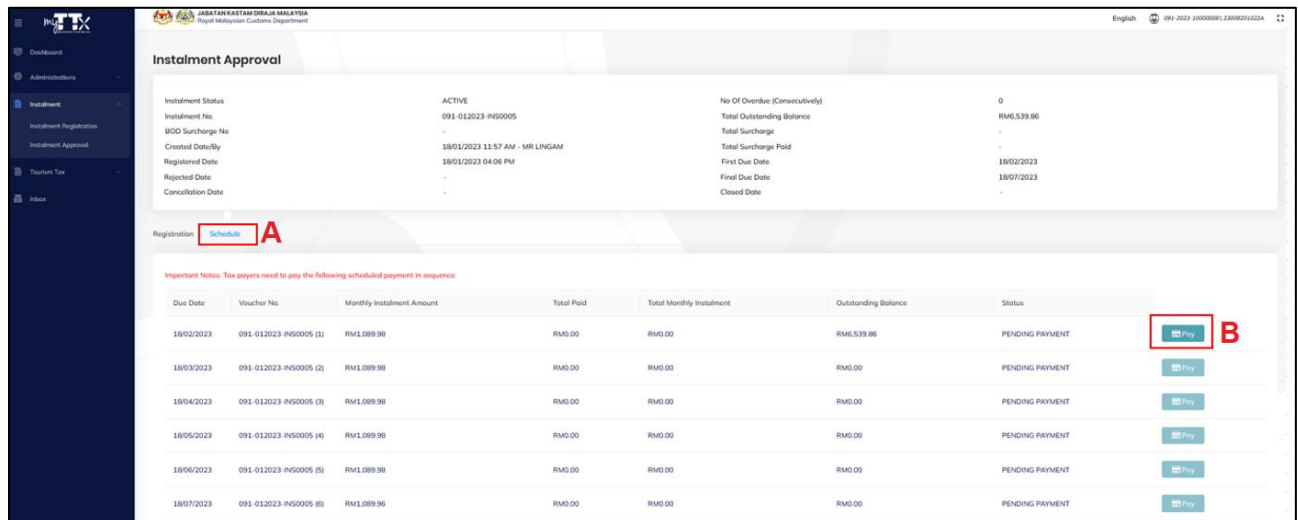 myTTX
JABATAN KASTAM DIRAJA MALAYSIA
Royal Malaysian Customs Department
English 091-2023-10000008 | 230082010224
Dashboard
Administrations
Instalment
Instalment Registration
Instalment Approval
Tourism Tax
Inbox
Instalment Approval
Instalment Status ACTIVE No Of Overdue (Consecutively) 0
Instalment No. 091-012023-INS0005 Total Outstanding Balance RM6,539.86
BOD Surcharge No - Total Surcharge -
Created Date/By 18/01/2023 11:57 AM - MR LINGAM Total Surcharge Paid -
Registered Date 18/01/2023 04:06 PM First Due Date 18/02/2023
Rejected Date - Final Due Date 18/07/2023
Cancellation Date - Closed Date -
Registration Schedule A
Important Notes: Tax payers need to pay the following scheduled payment in sequence.
Due Date Voucher No. Monthly Instalment Amount Total Paid Total Monthly Instalment Outstanding Balance Status
18/02/2023 091-012023-INS0005 (1) RM1,089.98 RM0.00 RM0.00 RM6,539.86 PENDING PAYMENT Pay B
18/03/2023 091-012023-INS0005 (2) RM1,089.98 RM0.00 RM0.00 RM0.00 PENDING PAYMENT Pay
18/04/2023 091-012023-INS0005 (3) RM1,089.98 RM0.00 RM0.00 RM0.00 PENDING PAYMENT Pay
18/05/2023 091-012023-INS0005 (4) RM1,089.98 RM0.00 RM0.00 RM0.00 PENDING PAYMENT Pay
18/06/2023 091-012023-INS0005 (5) RM1,089.98 RM0.00 RM0.00 RM0.00 PENDING PAYMENT Pay
18/07/2023 091-012023-INS0005 (6) RM1,089.96 RM0.00 RM0.00 RM0.00 PENDING PAYMENT Pay